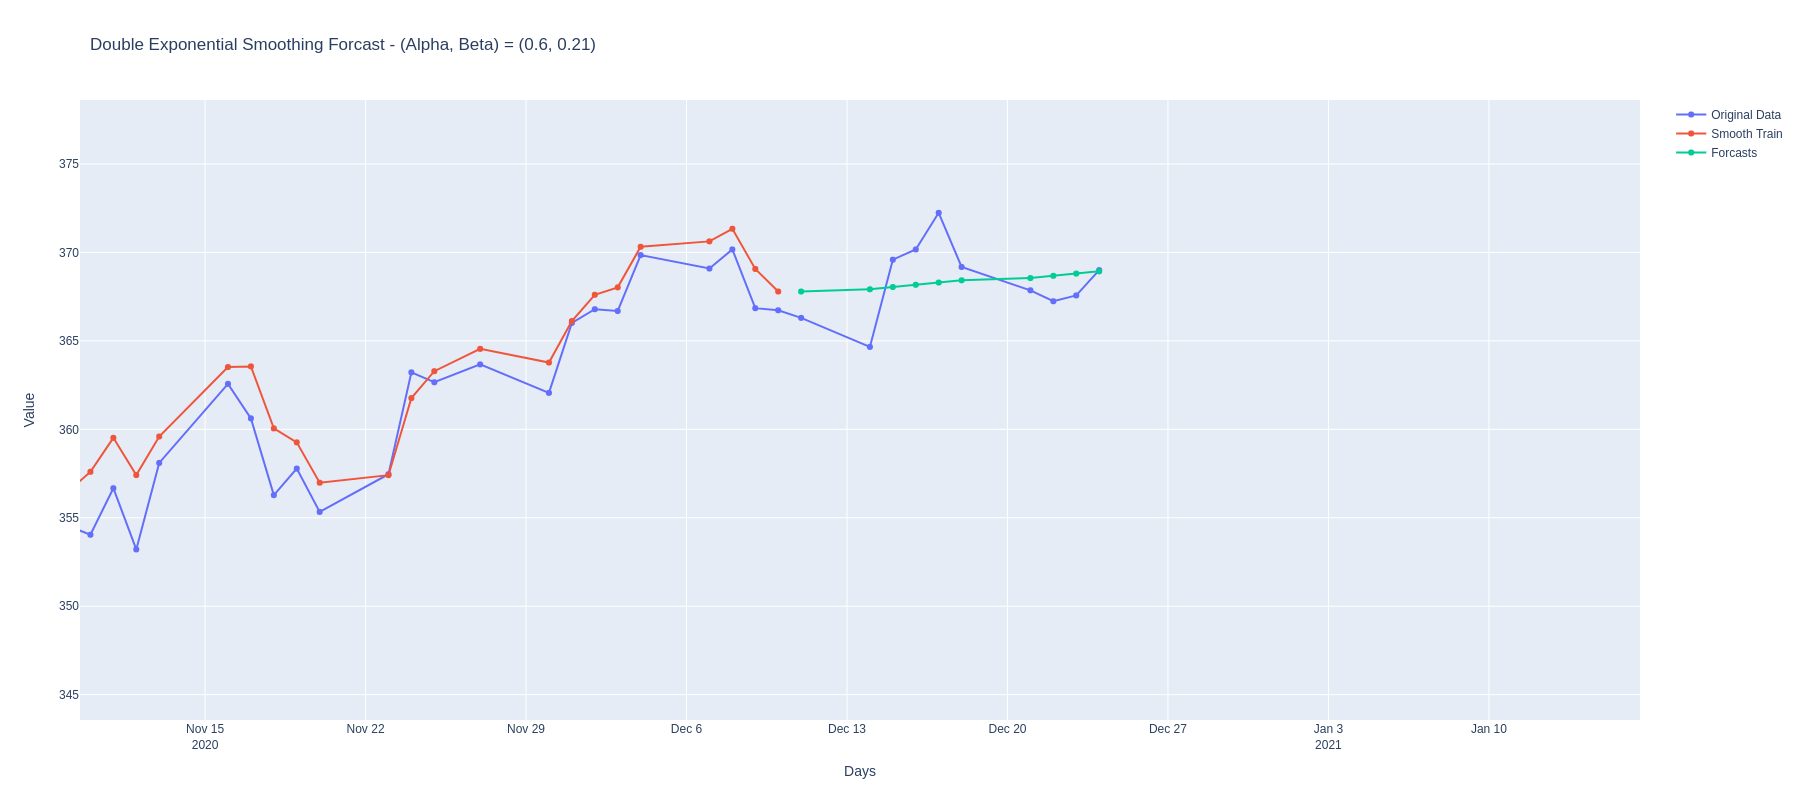 Double Exponential Smoothing Forcast - (Alpha, Beta) = (0.6, 0.21)
Original Data
Smooth Train
Forcasts
375
370
365
360
355
350
345
Value
Nov 15
2020
Nov 22
Nov 29
Dec 6
Dec 13
Dec 20
Dec 27
Jan 3
2021
Jan 10
Days